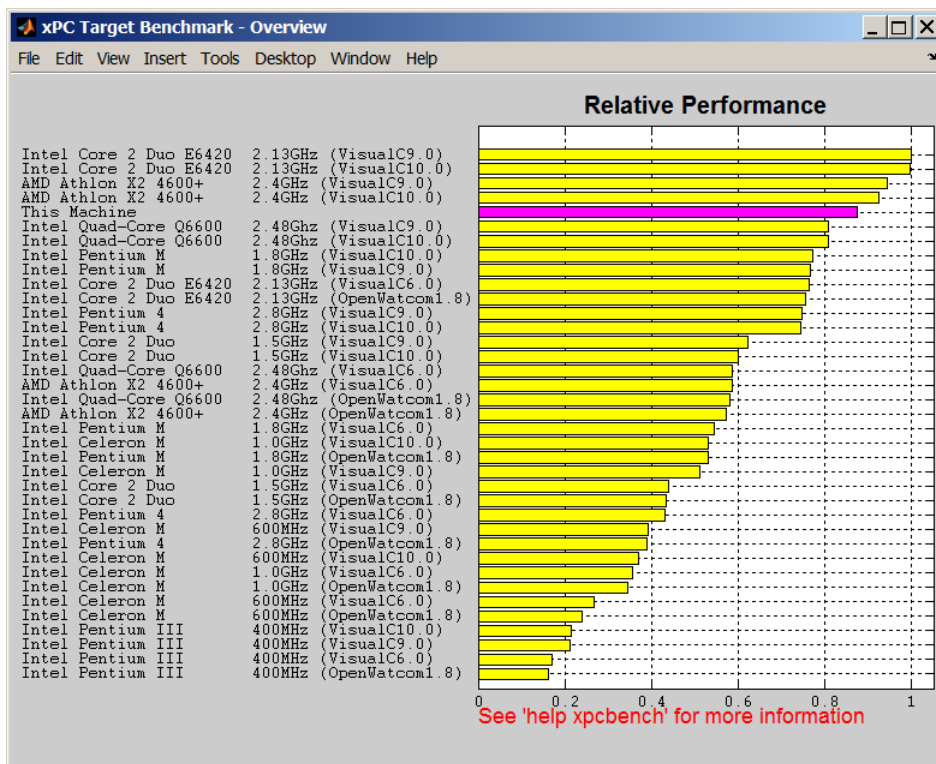 xPC Target Benchmark - Overview
File Edit View Insert Tools Desktop Window Help
Relative Performance
Intel Core 2 Duo E6420 2.13GHz (VisualC9.0)
Intel Core 2 Duo E6420 2.13GHz (VisualC10.0)
AMD Athlon X2 4600+ 2.4GHz (VisualC9.0)
AMD Athlon X2 4600+ 2.4GHz (VisualC10.0)
This Machine
Intel Quad-Core Q6600 2.48Ghz (VisualC9.0)
Intel Quad-Core Q6600 2.48Ghz (VisualC10.0)
Intel Pentium M 1.8GHz (VisualC10.0)
Intel Pentium M 1.8GHz (VisualC9.0)
Intel Core 2 Duo E6420 2.13GHz (VisualC6.0)
Intel Core 2 Duo E6420 2.13GHz (OpenWatcom1.8)
Intel Pentium 4 2.8GHz (VisualC9.0)
Intel Pentium 4 2.8GHz (VisualC10.0)
Intel Core 2 Duo 1.5GHz (VisualC9.0)
Intel Core 2 Duo 1.5GHz (VisualC10.0)
Intel Quad-Core Q6600 2.48Ghz (VisualC6.0)
AMD Athlon X2 4600+ 2.4GHz (VisualC6.0)
Intel Quad-Core Q6600 2.48Ghz (OpenWatcom1.8)
AMD Athlon X2 4600+ 2.4GHz (OpenWatcom1.8)
Intel Pentium M 1.8GHz (VisualC6.0)
Intel Celeron M 1.0GHz (VisualC10.0)
Intel Pentium M 1.8GHz (OpenWatcom1.8)
Intel Celeron M 1.0GHz (VisualC9.0)
Intel Core 2 Duo 1.5GHz (VisualC6.0)
Intel Core 2 Duo 1.5GHz (OpenWatcom1.8)
Intel Pentium 4 2.8GHz (VisualC6.0)
Intel Celeron M 600MHz (VisualC9.0)
Intel Pentium 4 2.8GHz (OpenWatcom1.8)
Intel Celeron M 600MHz (VisualC10.0)
Intel Celeron M 1.0GHz (VisualC6.0)
Intel Celeron M 1.0GHz (OpenWatcom1.8)
Intel Celeron M 600MHz (VisualC6.0)
Intel Celeron M 600MHz (OpenWatcom1.8)
Intel Pentium III 400MHz (VisualC10.0)
Intel Pentium III 400MHz (VisualC9.0)
Intel Pentium III 400MHz (VisualC6.0)
Intel Pentium III 400MHz (OpenWatcom1.8)
0 0.2 0.4 0.6 0.8 1
See 'help xpcbench' for more information